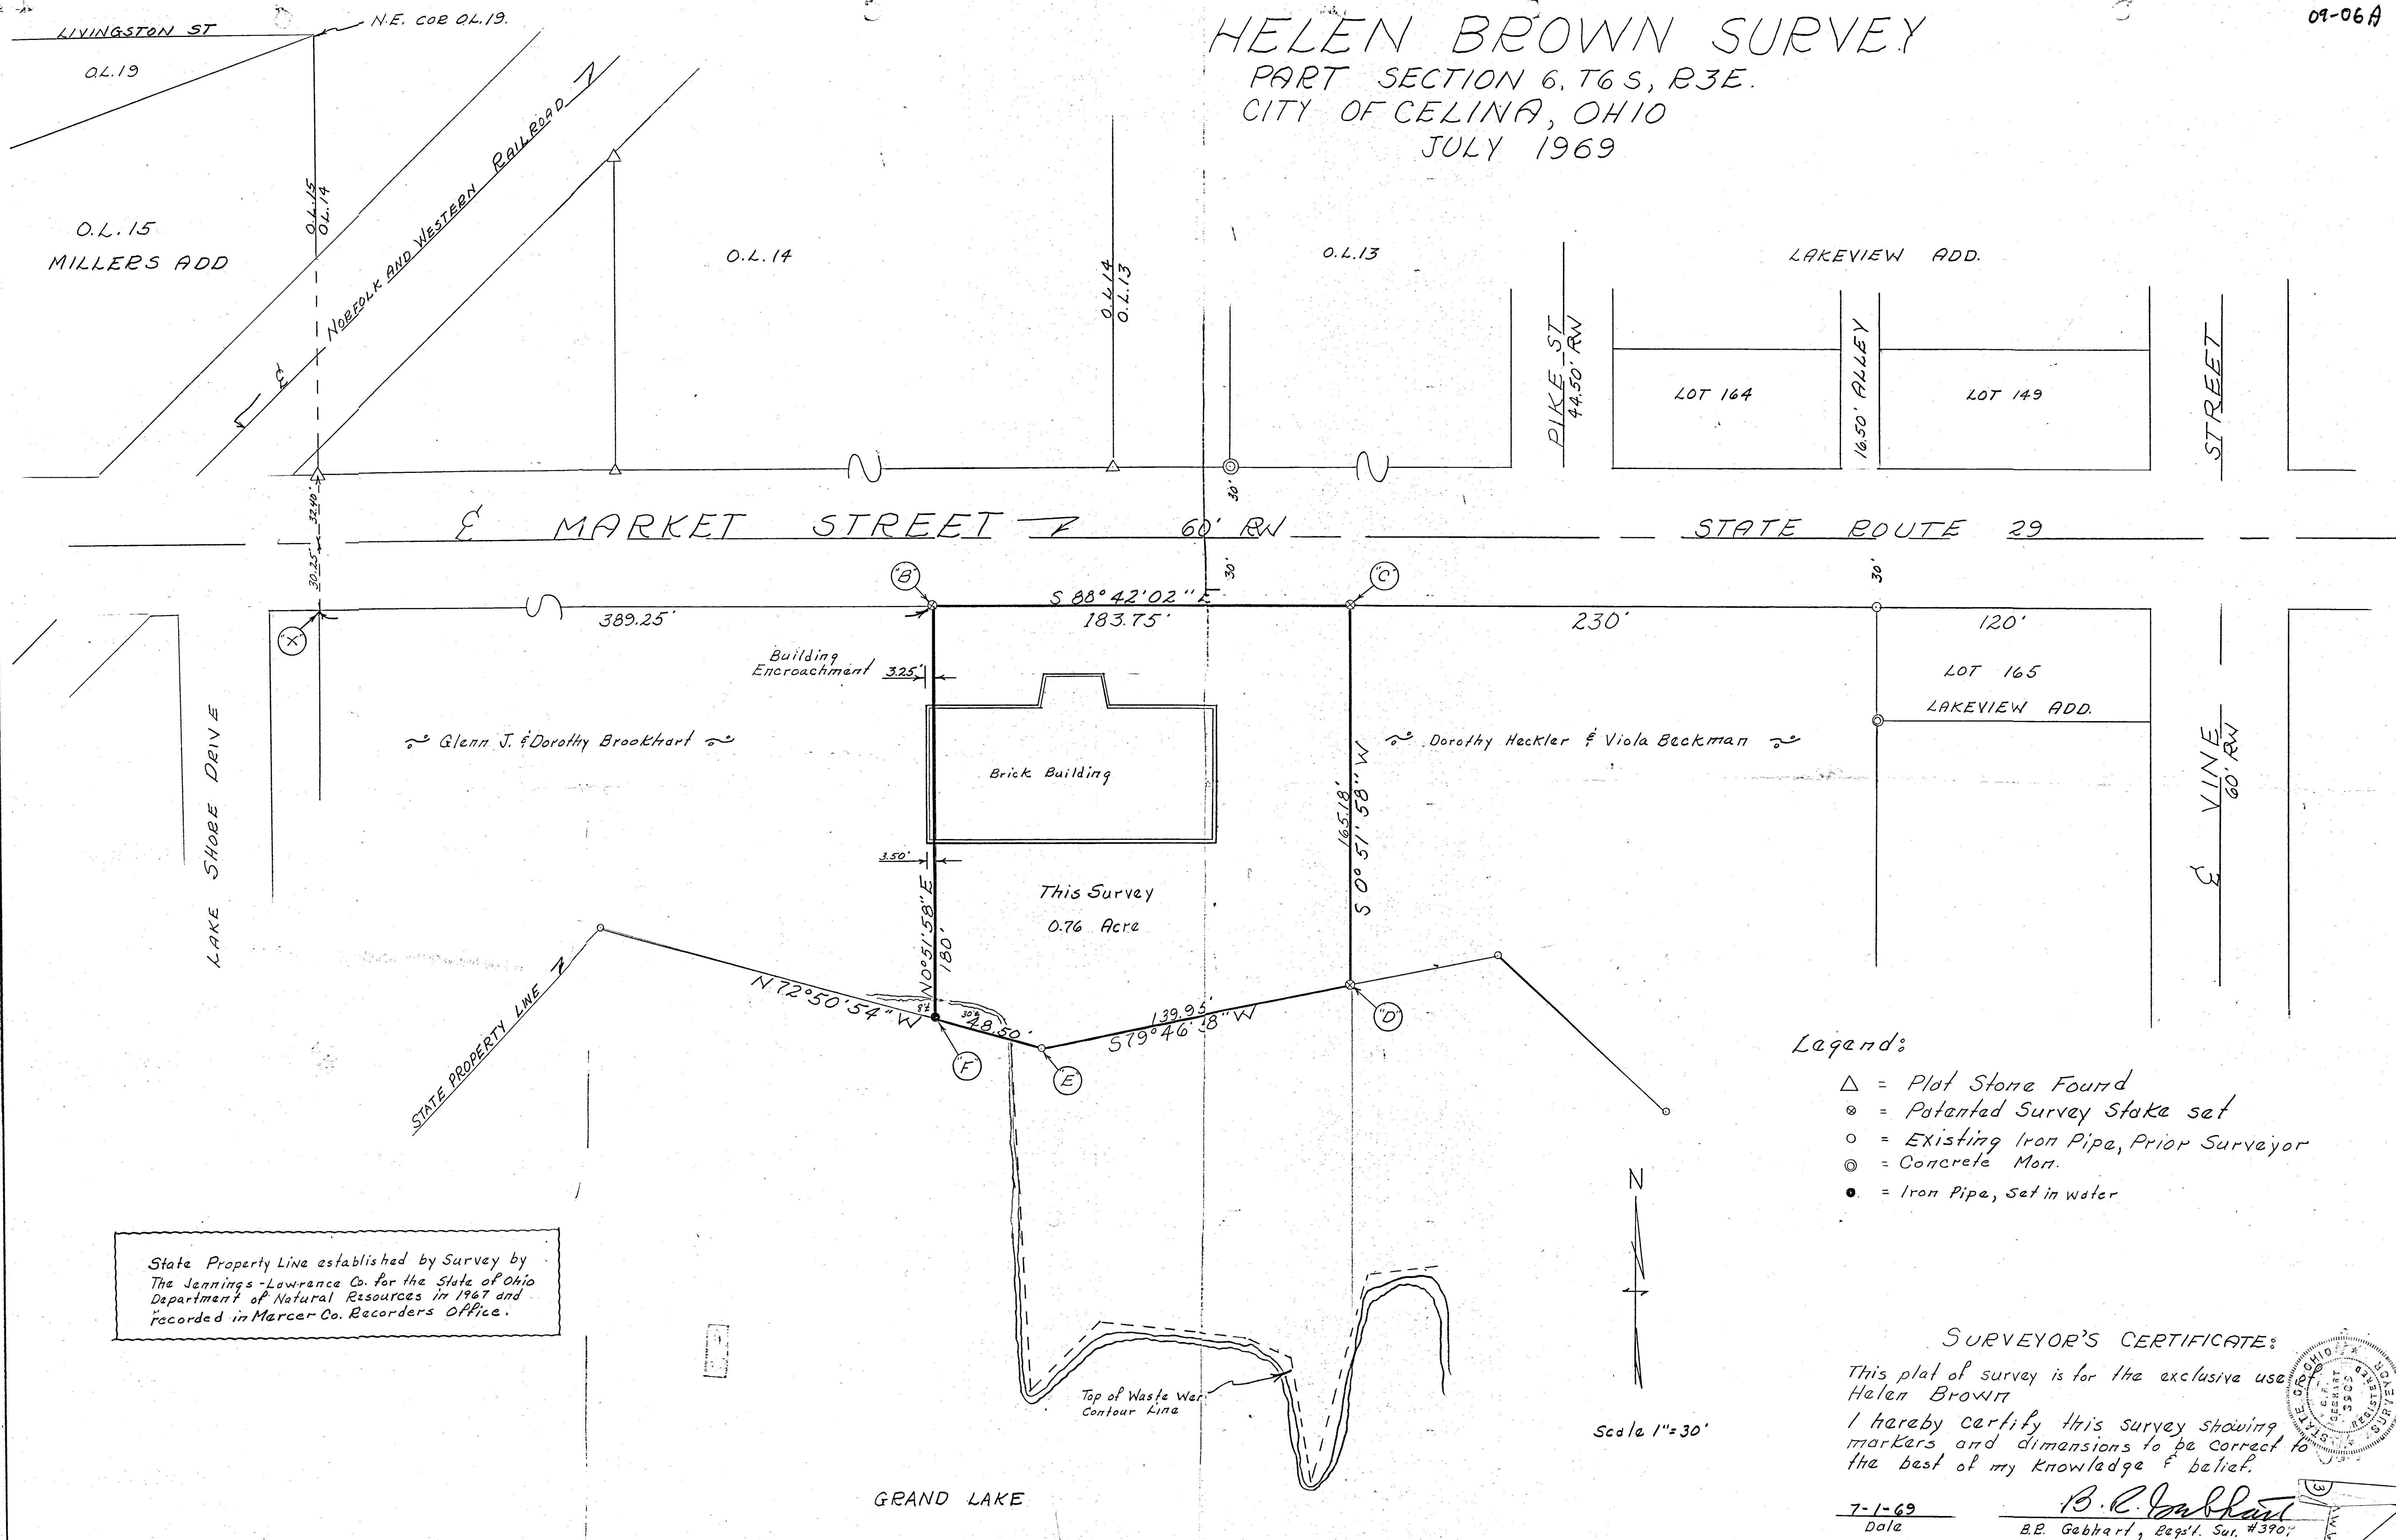 09-06A
HELEN BROWN SURVEY
PART SECTION 6, T6S, R3E.
CITY OF CELINA, OHIO
JULY 1969
LIVINGSTON ST
N.E. COR O.L.19.
O.L.19
O.L.15
O.L.14
NORFOLK AND WESTERN RAILROAD
O.L.15
MILLERS ADD
O.L.14
O.L.14
O.L.13
O.L.13
LAKEVIEW ADD.
PIKE ST
44.50' RW
LOT 164
16.50' ALLEY
LOT 149
STREET
32.40'
30'
℄ MARKET STREET 60' RW STATE ROUTE 29
30.25'
30'
30'
"B"
"C"
S 88° 42' 02" E
"X"
389.25'
183.75'
230'
120'
Building
Encroachment 3.25'
LOT 165
LAKEVIEW ADD.
LAKE SHORE DRIVE
Glenn J. & Dorothy Brookhart
Dorothy Heckler & Viola Beckman
Brick Building
165.18'
S 0° 51' 58" W
℄ VINE
60' RW
3.50'
This Survey
0.76 Acre
N 0° 51' 58" E
180'
STATE PROPERTY LINE
N 72° 50' 54" W
48.50'
139.95'
"D"
"F"
"E"
Legend:
△ = Plat Stone Found
⊗ = Patented Survey Stake set
○ = Existing Iron Pipe, Prior Surveyor
◎ = Concrete Mon.
● = Iron Pipe, set in water
N
State Property Line established by Survey by
The Jennings-Lawrence Co. for the State of Ohio
Department of Natural Resources in 1967 and
recorded in Mercer Co. Recorders Office.
Top of Waste Wer
Contour Line
Scale 1"=30'
GRAND LAKE
SURVEYOR'S CERTIFICATE:
This plat of survey is for the exclusive use of
Helen Brown
I hereby certify this survey showing
markers and dimensions to be correct to
the best of my knowledge & belief.
7-1-69
Date
B.R. Gebhart
B.R. Gebhart, Regs't. Sur. #3907
STATE OF OHIO
REGISTERED
SURVEYOR